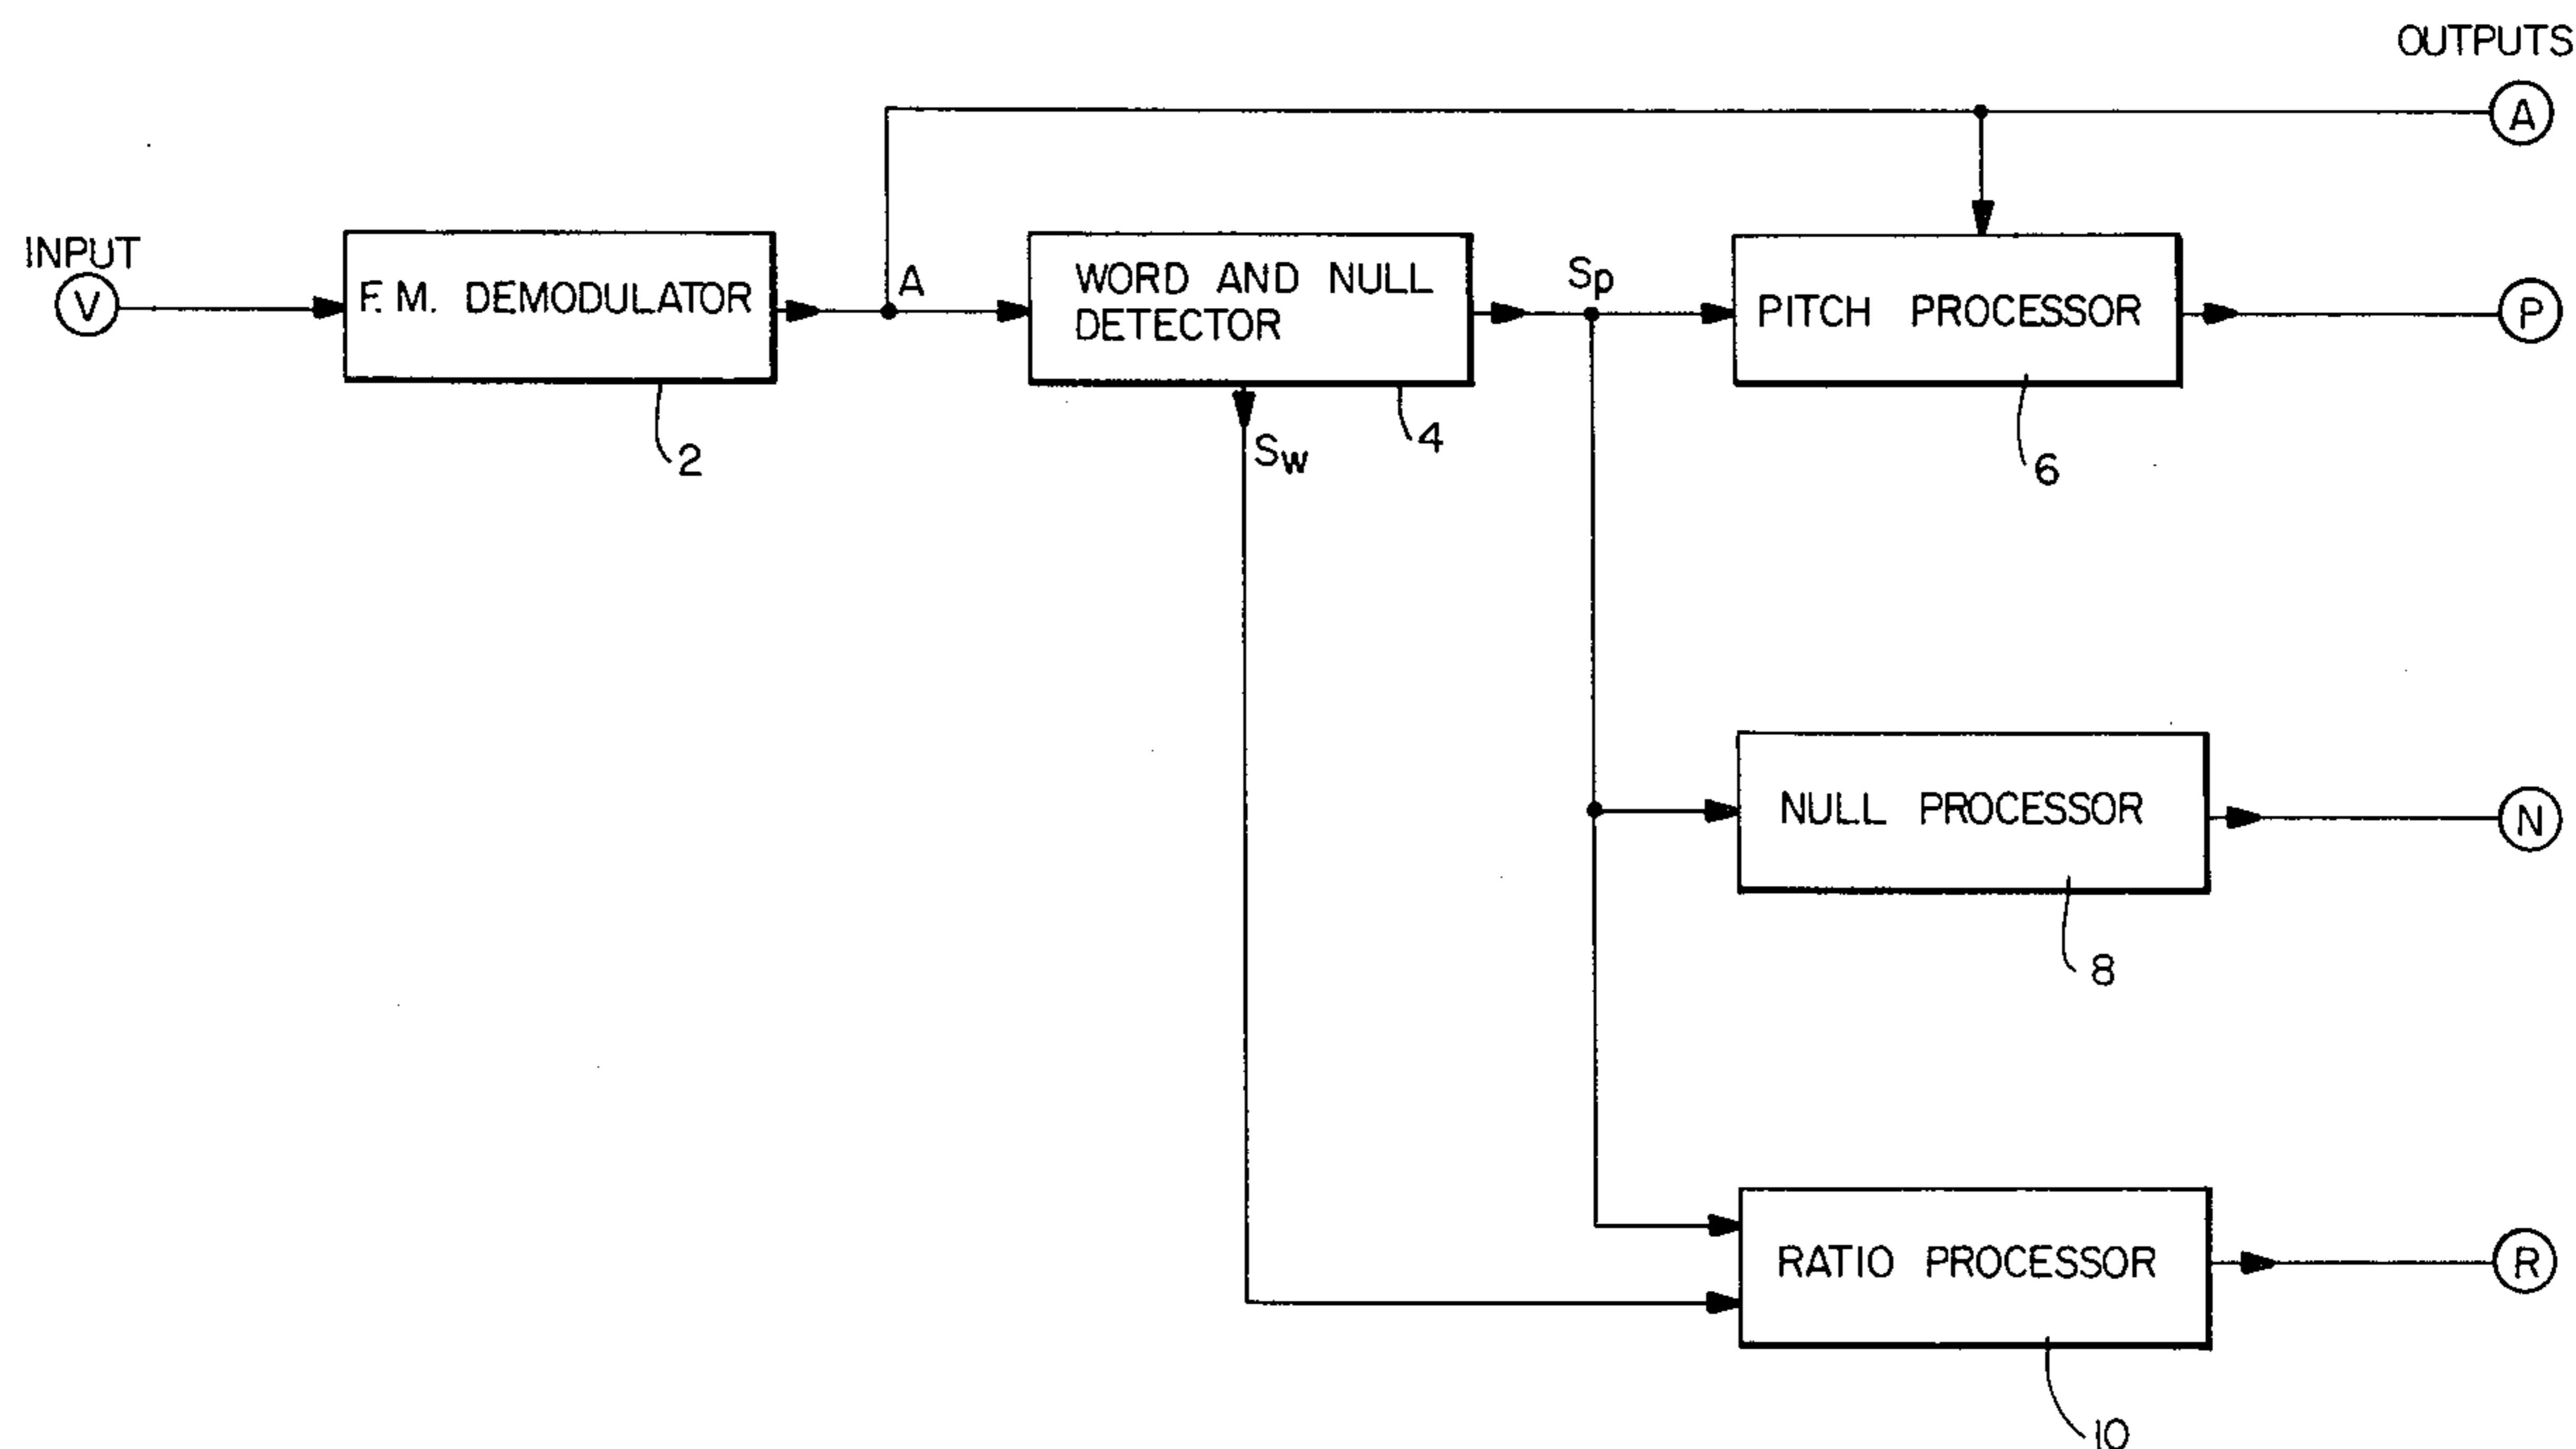 OUTPUTS
A
INPUT
V
F. M. DEMODULATOR
A
WORD AND NULL
DETECTOR
Sp
PITCH PROCESSOR
P
2
Sw
4
6
NULL PROCESSOR
N
8
RATIO PROCESSOR
R
10